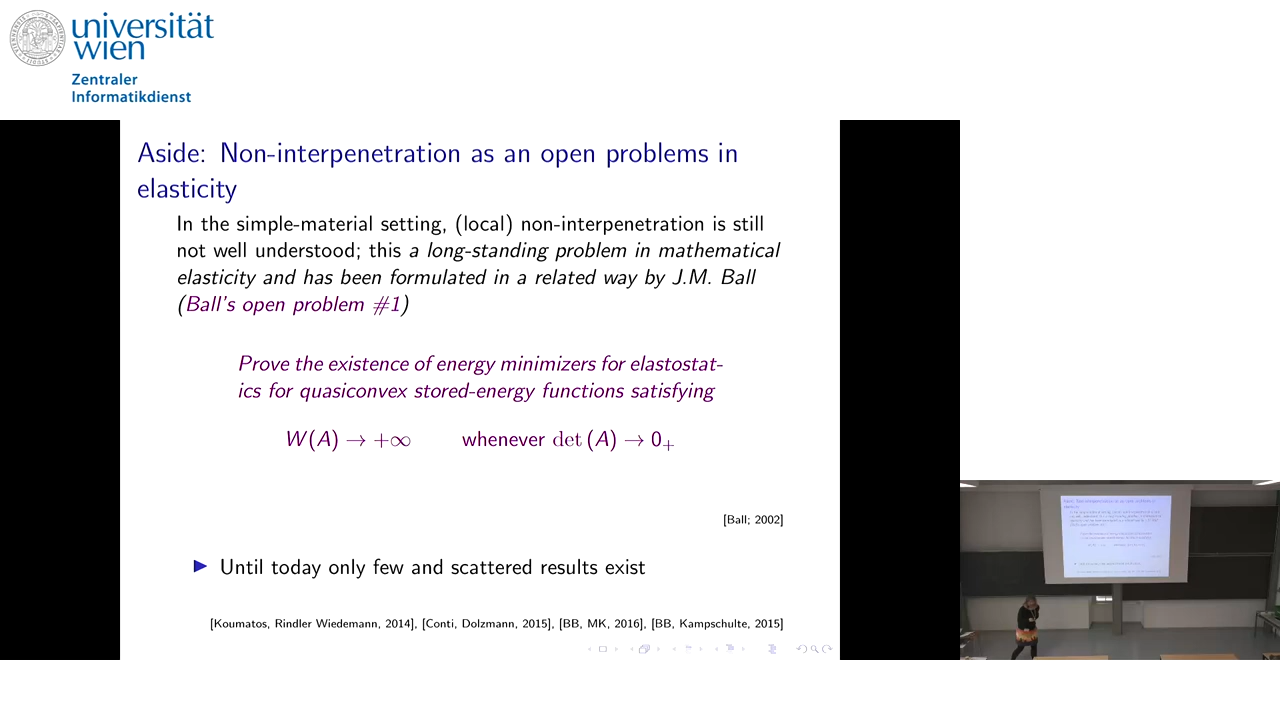 universität
wien
Zentraler
Informatikdienst
Aside: Non-interpenetration as an open problems in
elasticity
In the simple-material setting, (local) non-interpenetration is still
not well understood; this a long-standing problem in mathematical
elasticity and has been formulated in a related way by J.M. Ball
(Ball's open problem #1)
Prove the existence of energy minimizers for elastostat-
ics for quasiconvex stored-energy functions satisfying
W(A) → +∞ whenever det (A) → 0₊
[Ball; 2002]
▶ Until today only few and scattered results exist
[Koumatos, Rindler Wiedemann, 2014], [Conti, Dolzmann, 2015], [BB, MK, 2016], [BB, Kampschulte, 2015]